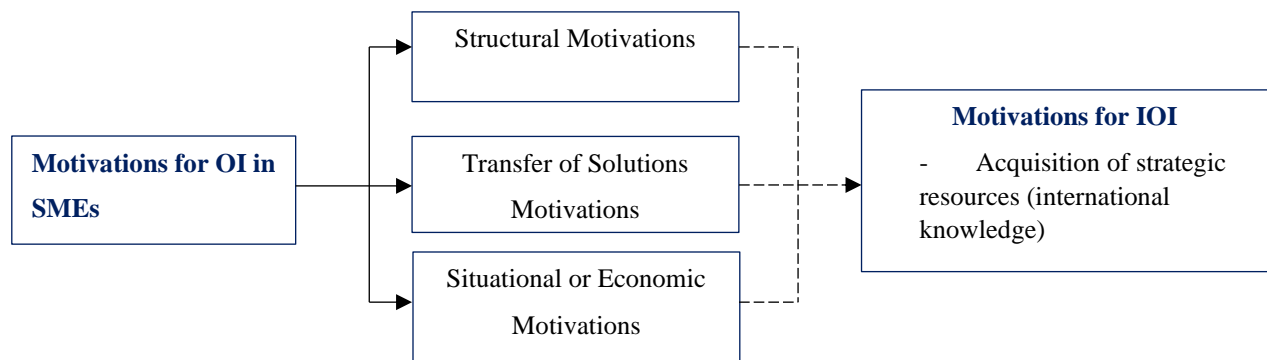 Structural Motivations
Motivations for OI in
SMEs
Transfer of Solutions
Motivations
Situational or Economic
Motivations
Motivations for IOI
- Acquisition of strategic
resources (international
knowledge)